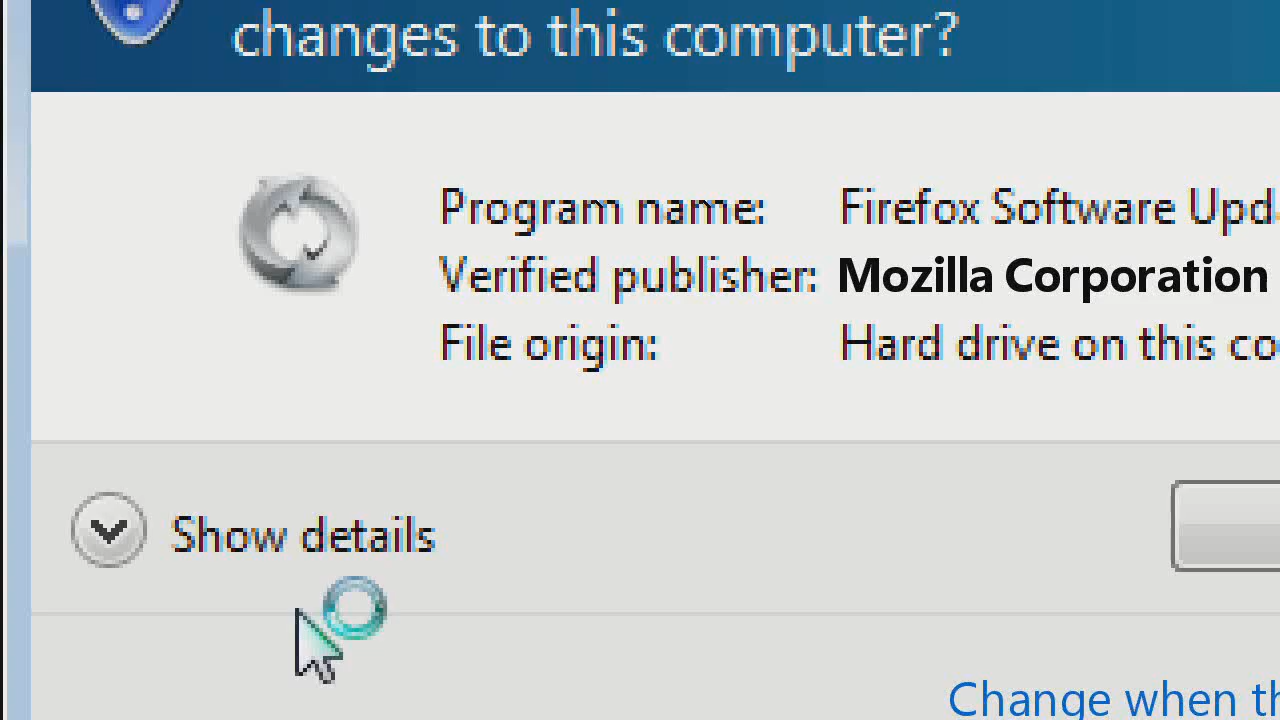 changes to this computer?
Program name: Firefox Software Upd
Verified publisher: Mozilla Corporation
File origin: Hard drive on this co
Show details
Change when th